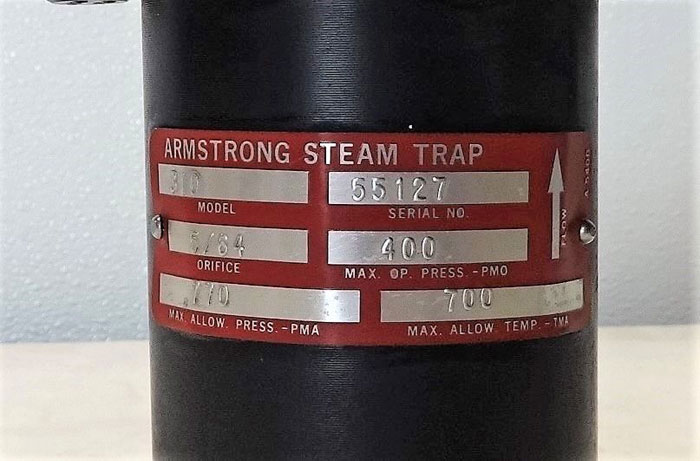 ARMSTRONG STEAM TRAP
55127
MODEL SERIAL NO.
5/64 400
ORIFICE MAX. OP. PRESS.-PMO
770 700
MAX. ALLOW. PRESS.-PMA MAX. ALLOW. TEMP.-TMA
FLOW